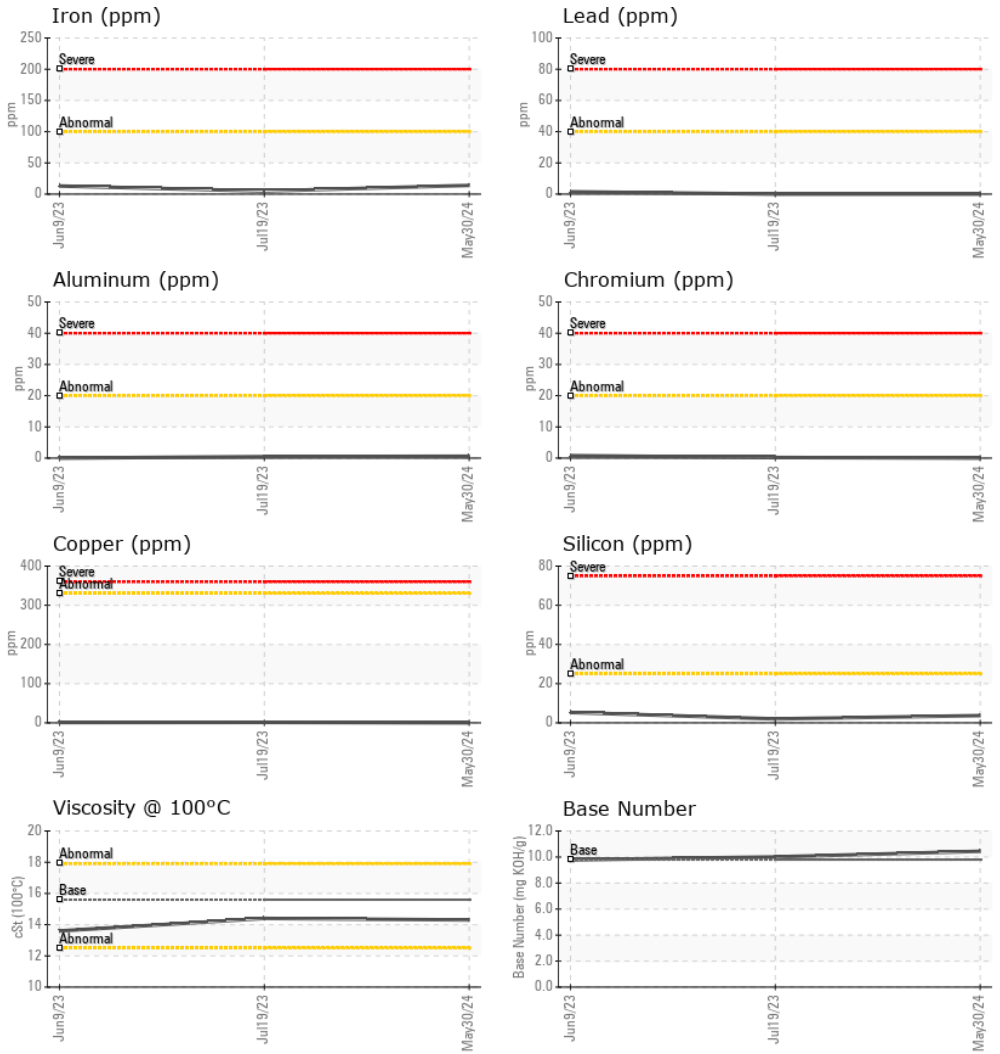 Iron (ppm)
250
200
150
100
50
0
ppm
Severe
Abnormal
Jun9/23
Jul19/23
May30/24
Lead (ppm)
100
80
60
40
20
0
ppm
Severe
Abnormal
Jun9/23
Jul19/23
May30/24
Aluminum (ppm)
50
40
30
20
10
0
ppm
Severe
Abnormal
Jun9/23
Jul19/23
May30/24
Chromium (ppm)
50
40
30
20
10
0
ppm
Severe
Abnormal
Jun9/23
Jul19/23
May30/24
Copper (ppm)
400
300
200
100
0
ppm
Severe
Abnormal
Jun9/23
Jul19/23
May30/24
Silicon (ppm)
80
60
40
20
0
ppm
Severe
Abnormal
Jun9/23
Jul19/23
May30/24
Viscosity @ 100°C
20
18
16
14
12
10
cSt (100°C)
Abnormal
Base
Abnormal
Jun9/23
Jul19/23
May30/24
Base Number
12.0
10.0
8.0
6.0
4.0
2.0
0.0
Base Number (mg KOH/g)
Base
Jun9/23
Jul19/23
May30/24